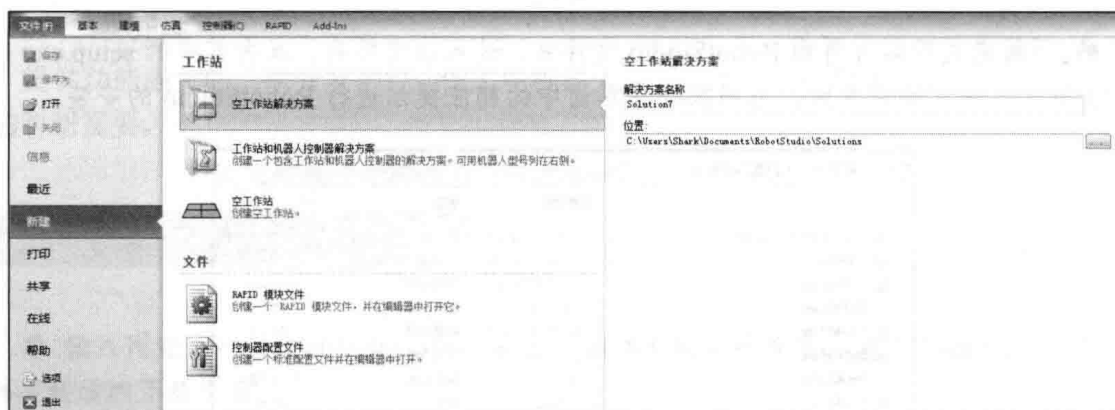 文件(F) 基本 建模 仿真 控制器(C) RAPID Add-Ins
保存
保存为
打开
关闭
信息
最近
新建
打印
共享
在线
帮助
选项
退出
工作站
空工作站解决方案
工作站和机器人控制器解决方案
创建一个包含工作站和机器人控制器的解决方案。可用机器人型号列在右侧。
空工作站
创建空工作站。
文件
RAPID 模块文件
创建一个 RAPID 模块文件，并在编辑器中打开它。
控制器配置文件
创建一个标准配置文件并在编辑器中打开。
空工作站解决方案
解决方案名称
Solution7
位置:
C:\Users\Shark\Documents\RobotStudio\Solutions